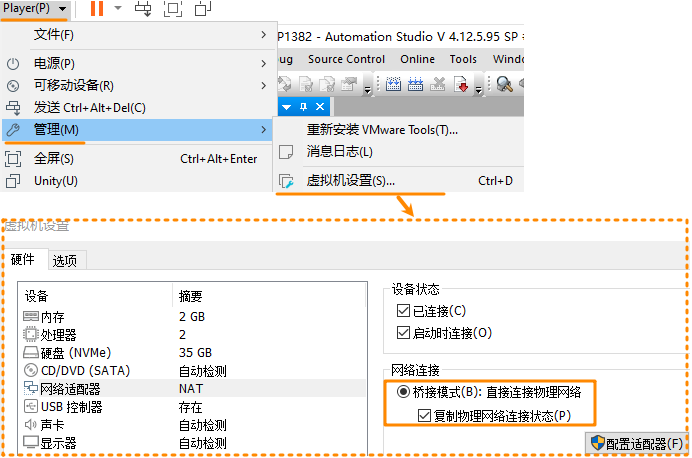 Player(P)
文件(F)
P1382 - Automation Studio V 4.12.5.95 SP
ug Source Control Online Tools Wind
电源(P)
可移动设备(R)
发送 Ctrl+Alt+Del(C)
管理(M)
重新安装 VMware Tools(T)...
消息日志(L)
全屏(S) Ctrl+Alt+Enter
Unity(U)
虚拟机设置(S)... Ctrl+D
虚拟机设置
硬件 选项
设备 摘要
内存 2 GB
处理器 2
硬盘 (NVMe) 35 GB
CD/DVD (SATA) 自动检测
网络适配器 NAT
USB 控制器 存在
声卡 自动检测
显示器 自动检测
设备状态
已连接(C)
启动时连接(O)
网络连接
桥接模式(B): 直接连接物理网络
复制物理网络连接状态(P)
配置适配器(F)